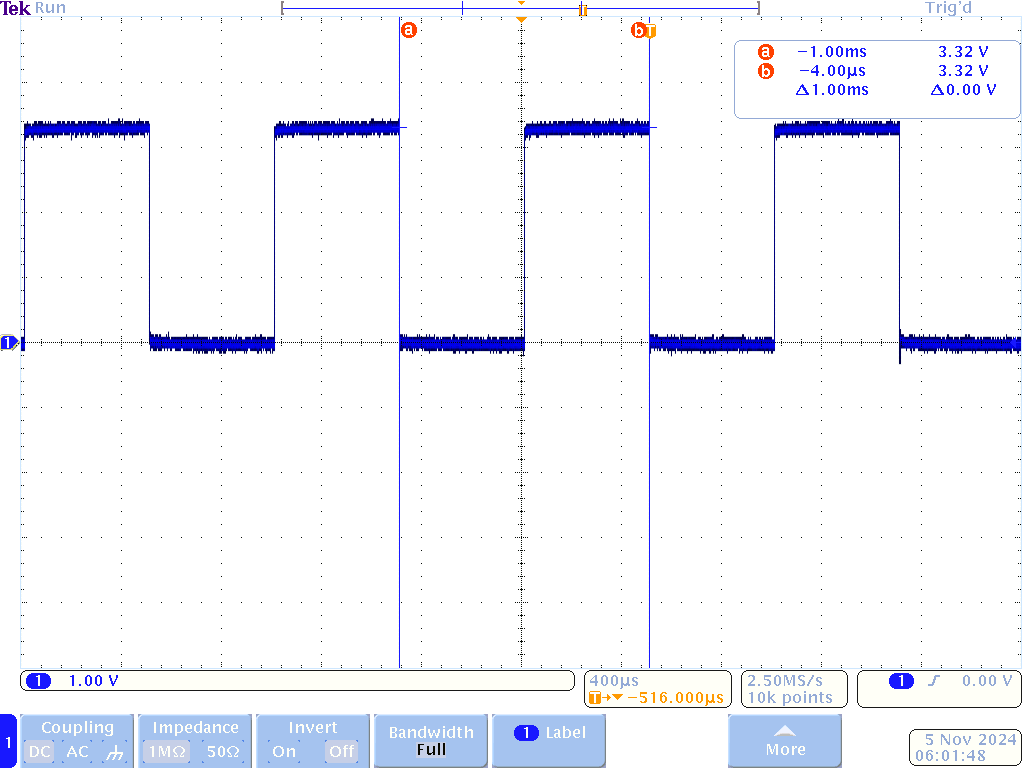 Tek Run Trig'd
a b T
a −1.00ms 3.32 V
b −4.00µs 3.32 V
Δ1.00ms Δ0.00 V
1
1 1.00 V
400µs
T→▼−516.000µs
2.50MS/s
10k points
1 0.00 V
1
Coupling
DC AC
Impedance
1MΩ 50Ω
Invert
On Off
Bandwidth
Full
1 Label
More
5 Nov 2024
06:01:48